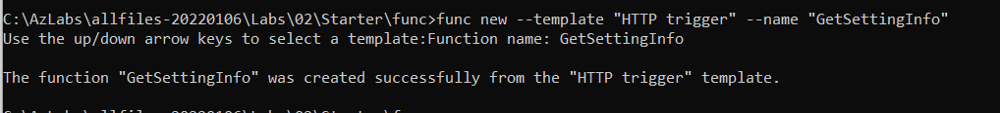 C:\AzLabs\allfiles-20220106\Labs\02\Starter\func>func new --template "HTTP trigger" --name "GetSettingInfo"
Use the up/down arrow keys to select a template:Function name: GetSettingInfo
The function "GetSettingInfo" was created successfully from the "HTTP trigger" template.